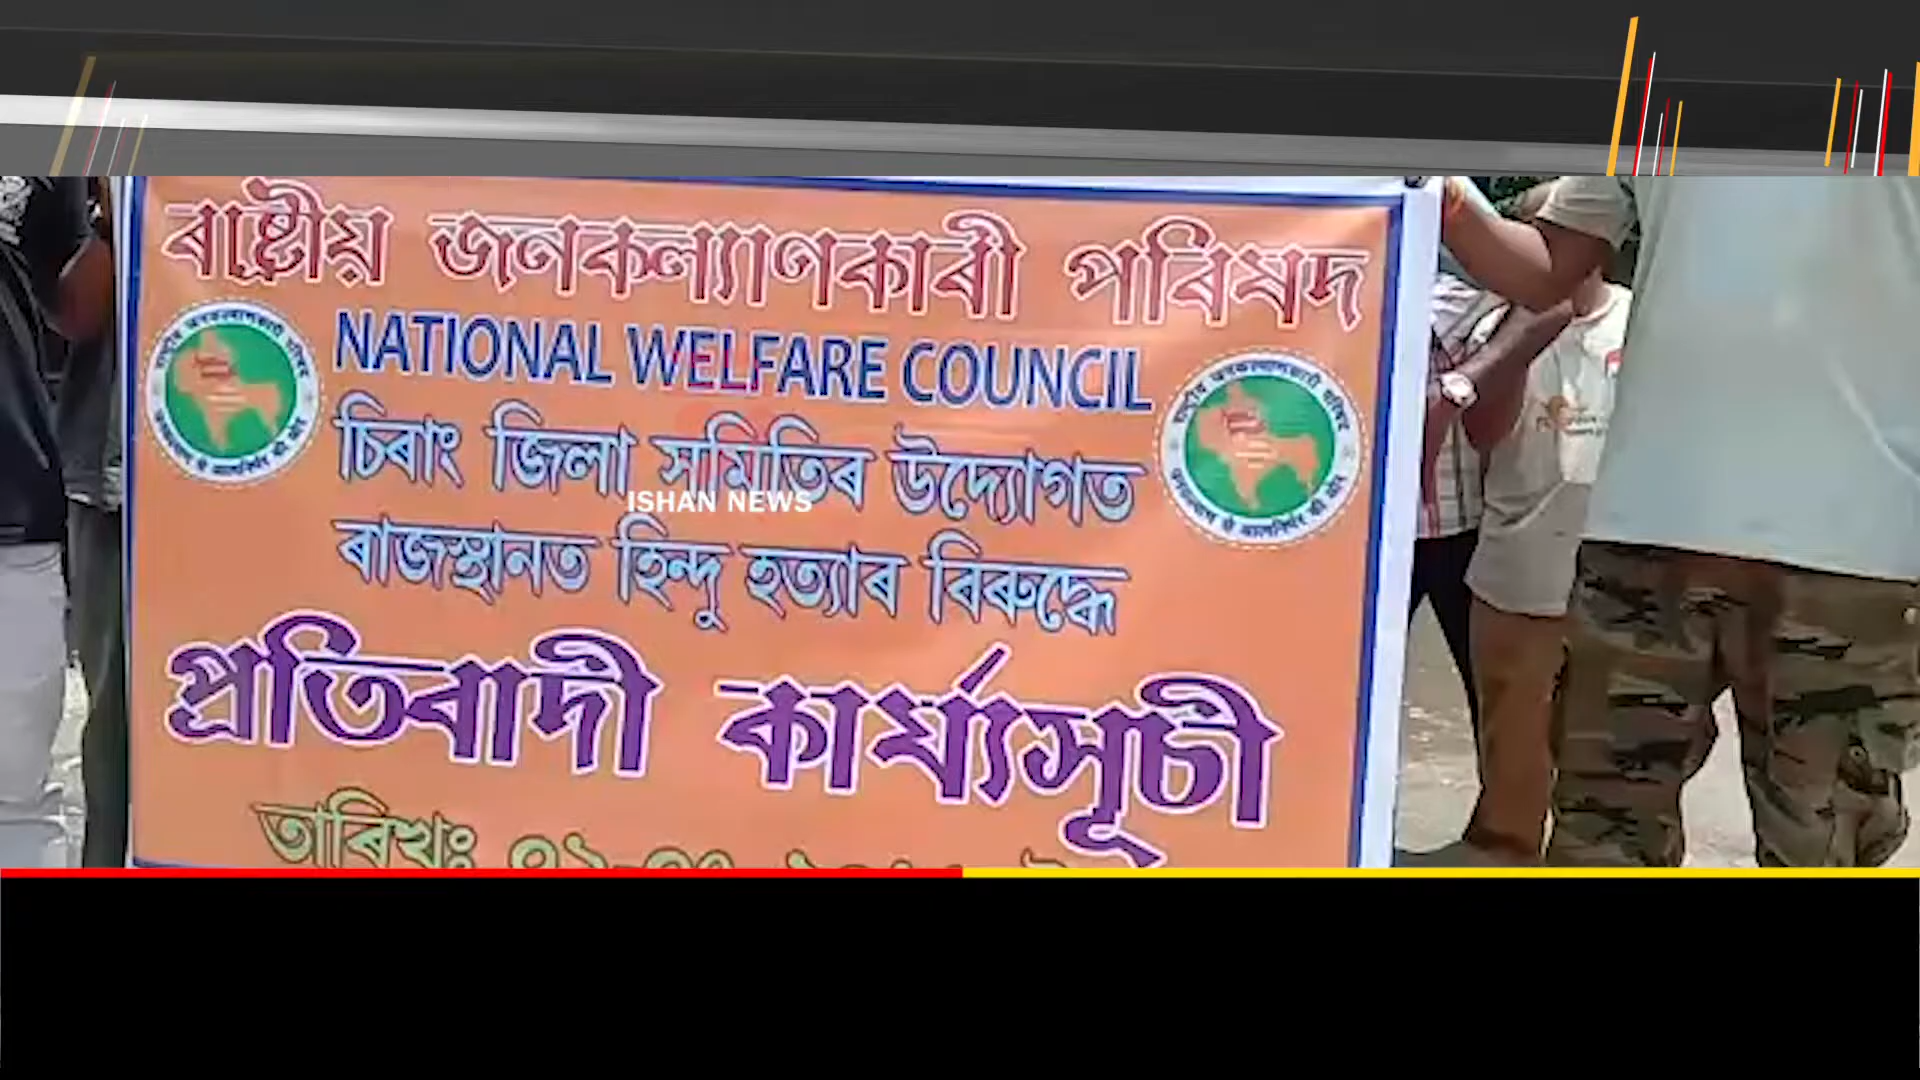 ৰাষ্ট্ৰীয় জনকল্যাণকাৰী পৰিষদ
NATIONAL WELFARE COUNCIL
চিৰাং জিলা সমিতিৰ উদ্যোগত
ISHAN NEWS
ৰাজস্থানত হিন্দু হত্যাৰ বিৰুদ্ধে
প্ৰতিবাদী কাৰ্য্যসূচী
তাৰিখঃ